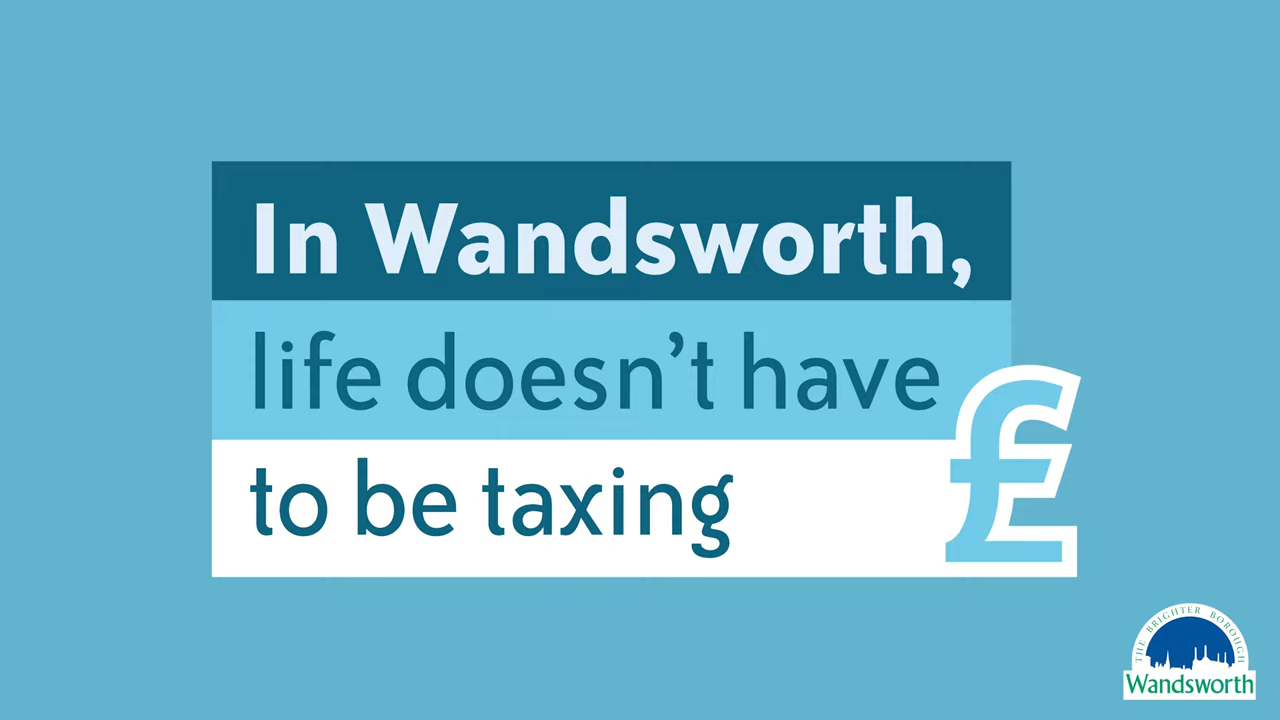 In Wandsworth,
life doesn’t have
to be taxing
£
THE BRIGHTER BOROUGH
Wandsworth